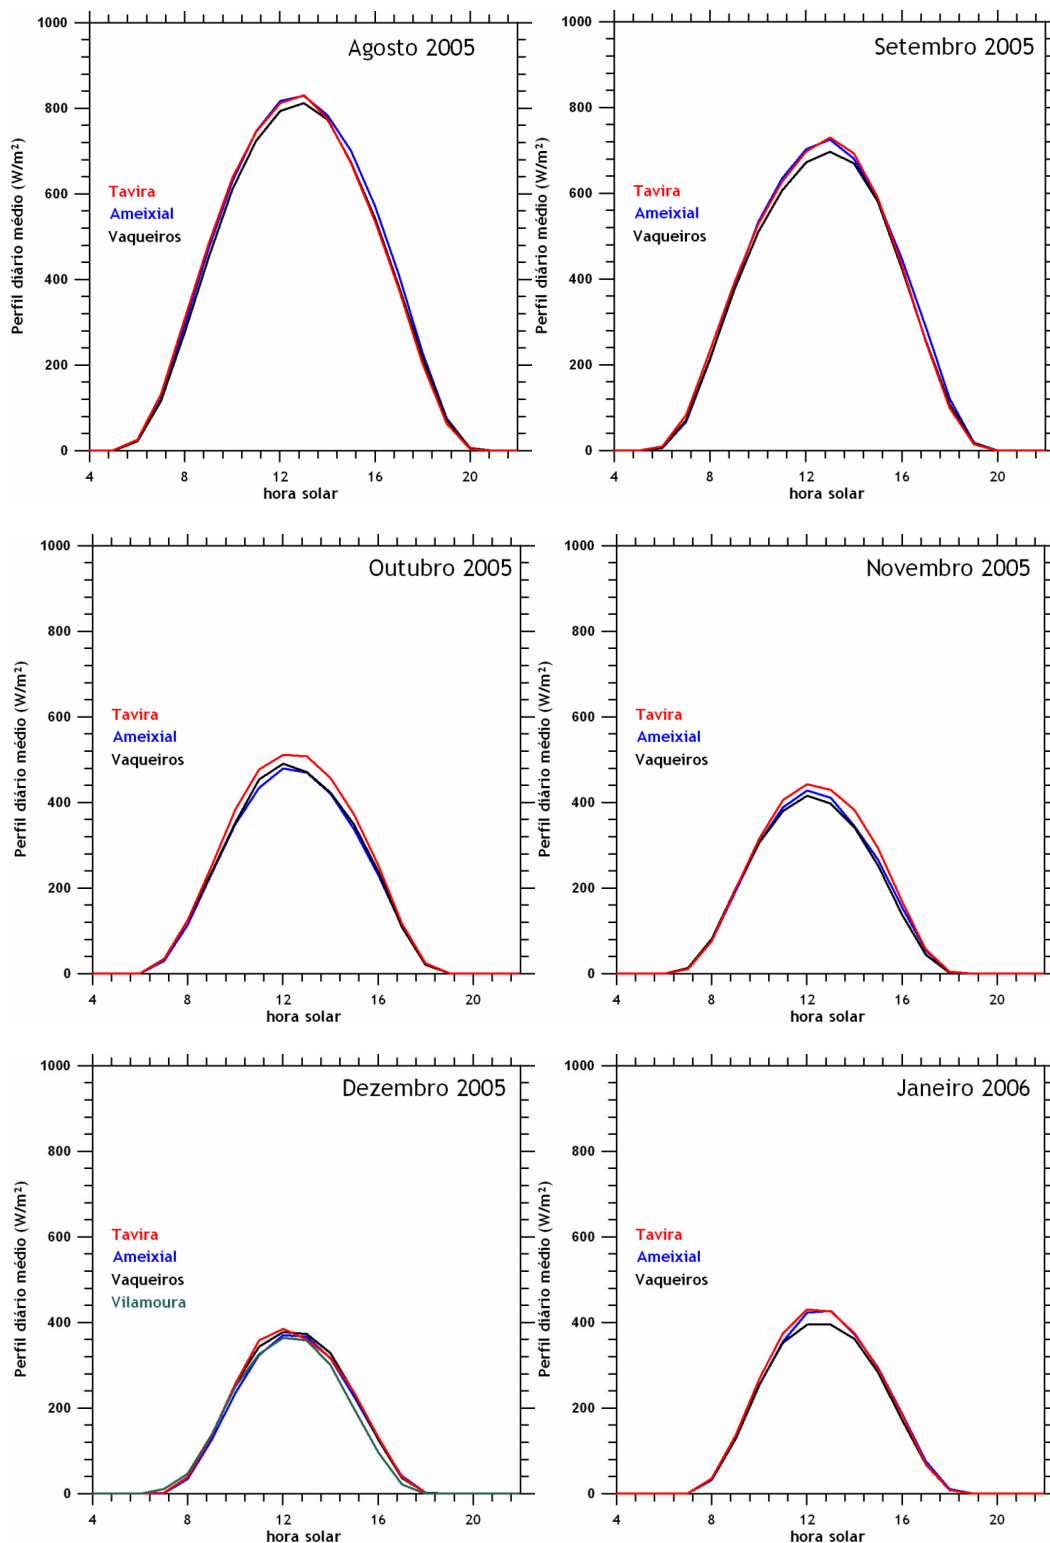 Agosto 2005
Perfil diário médio (W/m²)
1000
800
600
400
200
0
Tavira
Ameixial
Vaqueiros
4 8 12 16 20
hora solar
Setembro 2005
Perfil diário médio (W/m²)
1000
800
600
400
200
0
Tavira
Ameixial
Vaqueiros
4 8 12 16 20
hora solar
Outubro 2005
Perfil diário médio (W/m²)
1000
800
600
400
200
0
Tavira
Ameixial
Vaqueiros
4 8 12 16 20
hora solar
Novembro 2005
Perfil diário médio (W/m²)
1000
800
600
400
200
0
Tavira
Ameixial
Vaqueiros
4 8 12 16 20
hora solar
Dezembro 2005
Perfil diário médio (W/m²)
1000
800
600
400
200
0
Tavira
Ameixial
Vaqueiros
Vilamoura
4 8 12 16 20
hora solar
Janeiro 2006
Perfil diário médio (W/m²)
1000
800
600
400
200
0
Tavira
Ameixial
Vaqueiros
4 8 12 16 20
hora solar